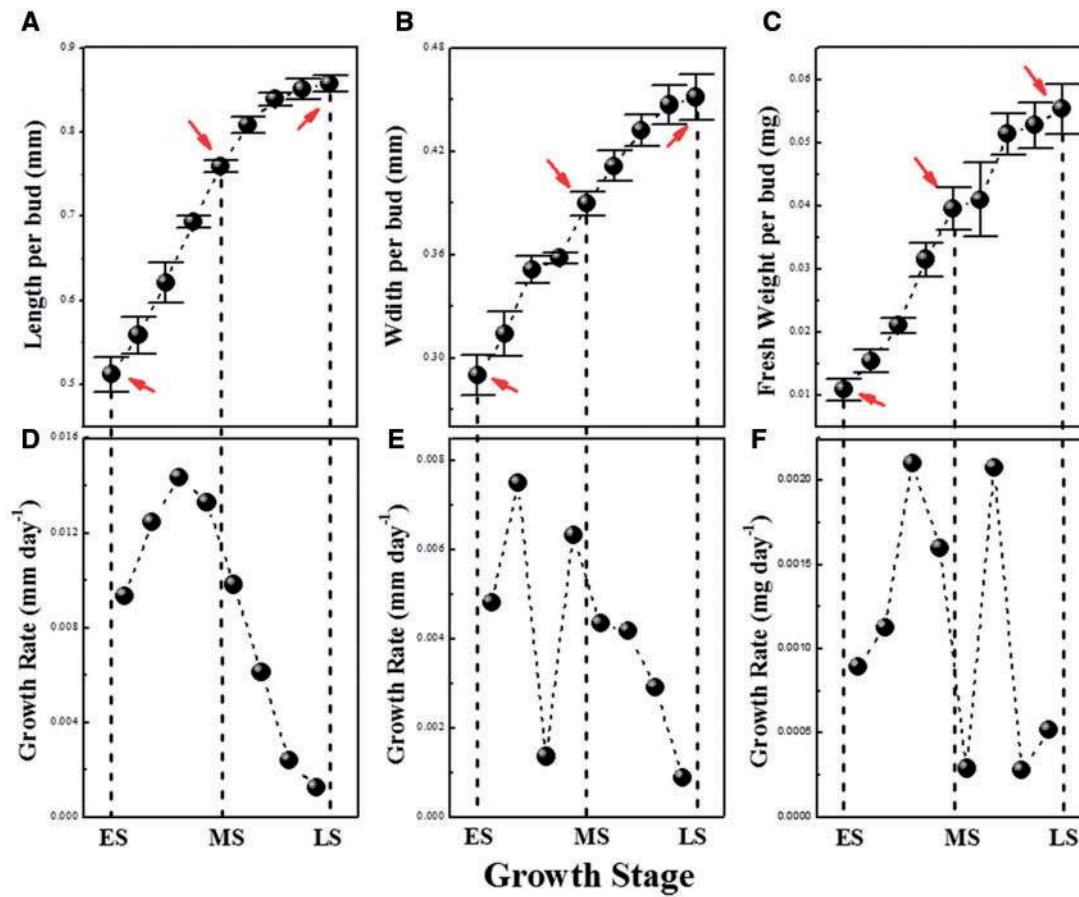 A
B
C
Length per bud (mm)
0.9
0.8
0.7
0.6
0.5
Wdith per bud (mm)
0.48
0.42
0.36
0.30
Fresh Weight per bud (mg)
0.06
0.05
0.04
0.03
0.02
0.01
D
E
F
Growth Rate (mm day-1)
0.016
0.012
0.008
0.004
0.000
Growth Rate (mm day-1)
0.008
0.006
0.004
0.002
0.000
Growth Rate (mg day-1)
0.0020
0.0015
0.0010
0.0005
0.0000
ES MS LS
ES MS LS
ES MS LS
Growth Stage